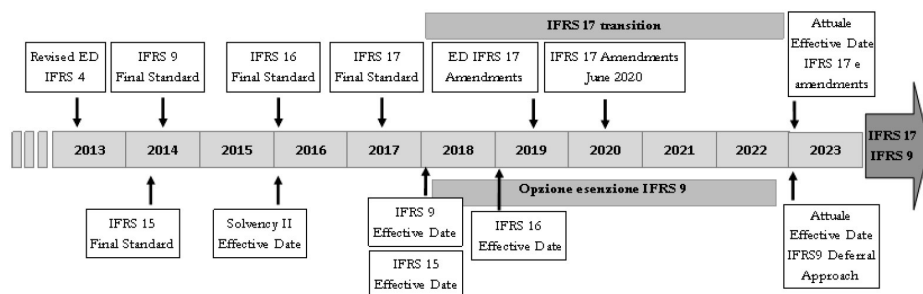 IFRS 17 transition
Attuale
Effective Date
IFRS 17 e
amendments
Revised ED
IFRS 4
IFRS 9
Final Standard
IFRS 16
Final Standard
IFRS 17
Final Standard
ED IFRS 17
Amendments
IFRS 17 Amendments
June 2020
2013
2014
2015
2016
2017
2018
2019
2020
2021
2022
2023
IFRS 17
IFRS 9
Opzione esenzione IFRS 9
IFRS 15
Final Standard
Solvency II
Effective Date
IFRS 9
Effective Date
IFRS 15
Effective Date
IFRS 16
Effective Date
Attuale
Effective Date
IFRS9 Deferral
Approach